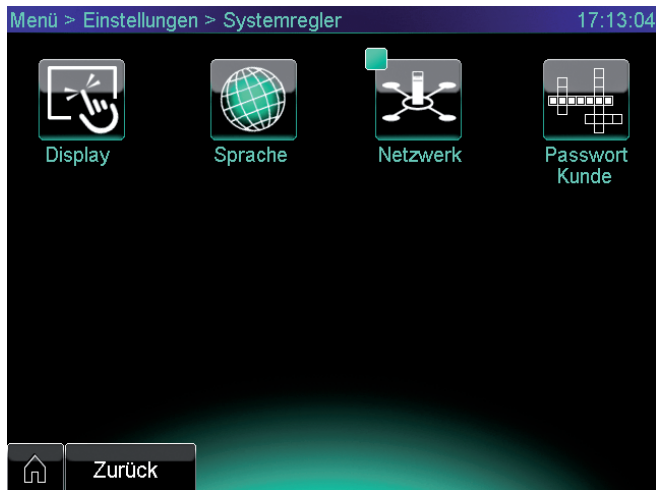 Menü > Einstellungen > Systemregler 17:13:04
Display Sprache Netzwerk Passwort
Kunde
Zurück